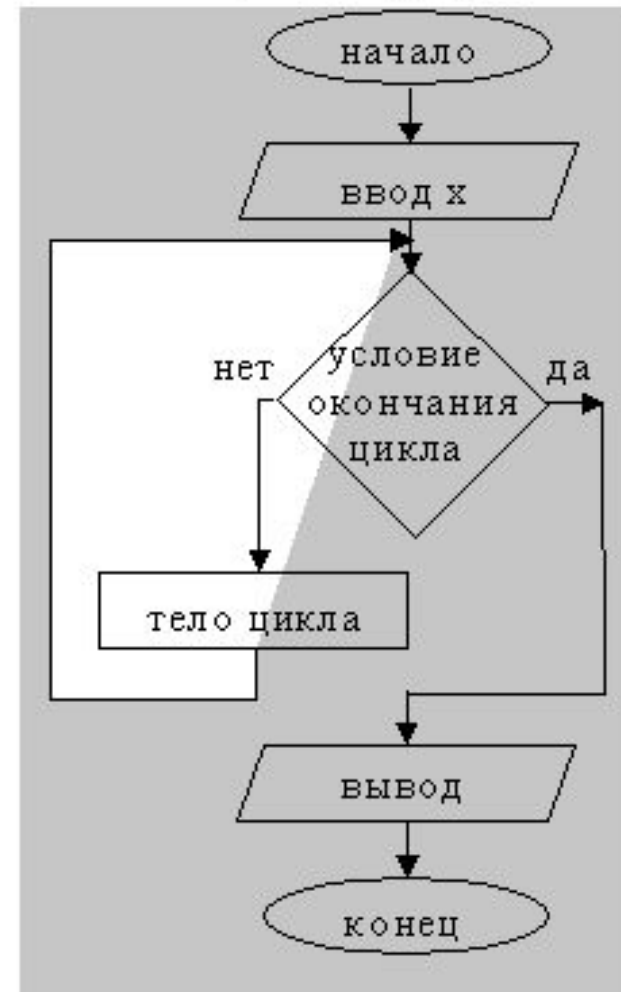 начало
ввод x
условие
окончания
цикла
нет
да
тело цикла
вывод
конец